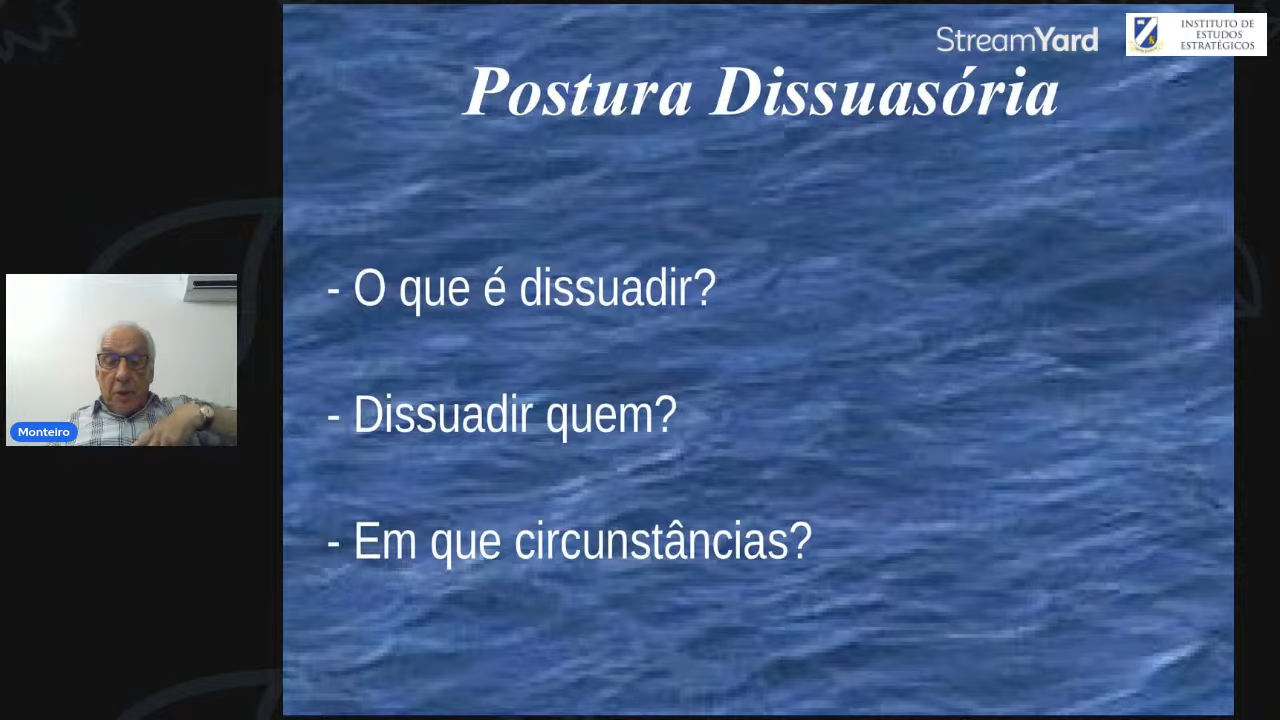 StreamYard
INSTITUTO DE
ESTUDOS
ESTRATÉGICOS
Postura Dissuasória
- O que é dissuadir?
- Dissuadir quem?
- Em que circunstâncias?
Monteiro